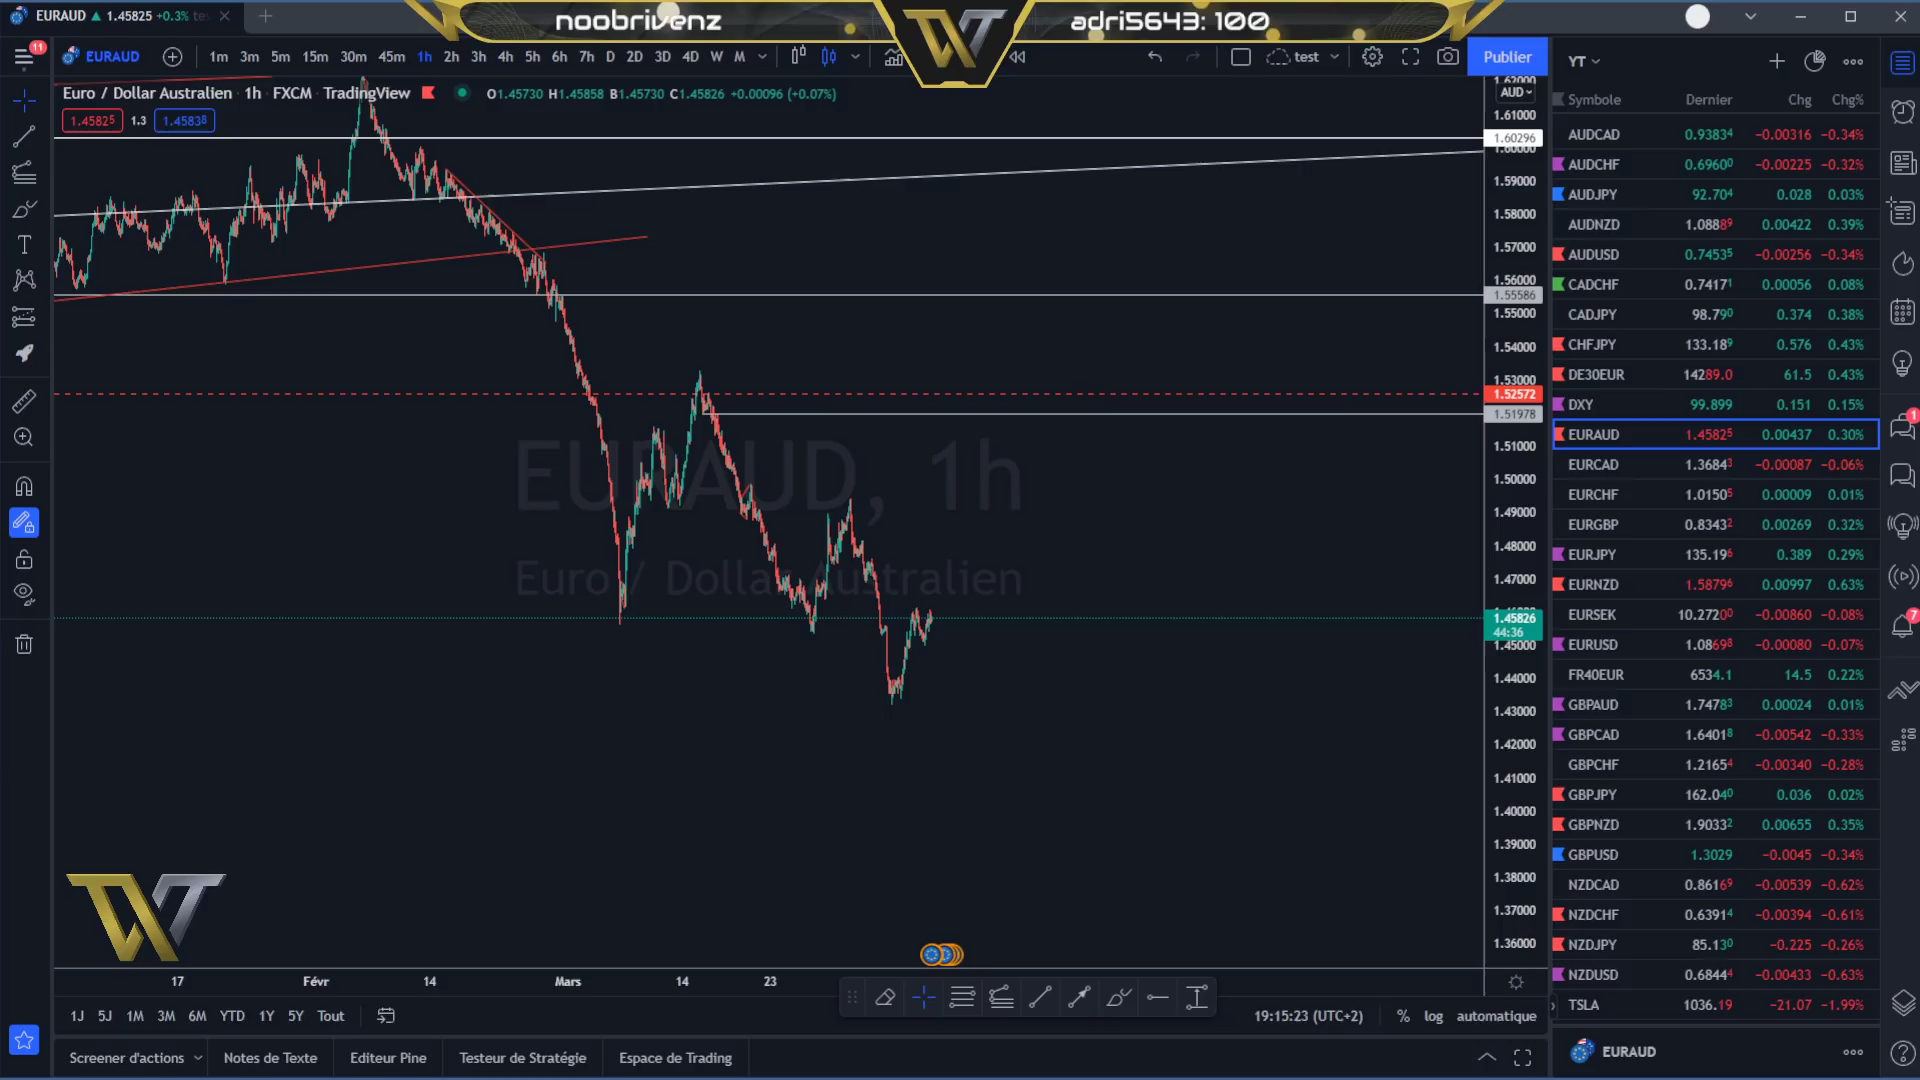 EURAUD ▲ 1.45825 +0.3% te
noobrivenz
adri5643: 100
11
EURAUD
1m 3m 5m 15m 30m 45m 1h 2h 3h 4h 5h 6h 7h D 2D 3D 4D W M
test
Publier
YT
Euro / Dollar Australien · 1h · FXCM · TradingView
O1.45730 H1.45858 B1.45730 C1.45826 +0.00096 (+0.07%)
1.45825 1.3 1.45838
AUD
1.62000
1.61000
1.60296
1.60000
1.59000
1.58000
1.57000
1.56000
1.55586
1.55000
1.54000
1.53000
1.52572
1.51978
1.51000
1.50000
1.49000
1.48000
1.47000
1.45826
44:36
1.45000
1.44000
1.43000
1.42000
1.41000
1.40000
1.39000
1.38000
1.37000
1.36000
EURAUD, 1h
Euro / Dollar Australien
17 Févr 14 Mars 14 23
1J 5J 1M 3M 6M YTD 1Y 5Y Tout
19:15:23 (UTC+2) % log automatique
Screener d'actions Notes de Texte Editeur Pine Testeur de Stratégie Espace de Trading
Symbole Dernier Chg Chg%
AUDCAD 0.93834 −0.00316 −0.34%
AUDCHF 0.69600 −0.00225 −0.32%
AUDJPY 92.704 0.028 0.03%
AUDNZD 1.08889 0.00422 0.39%
AUDUSD 0.74535 −0.00256 −0.34%
CADCHF 0.74171 0.00056 0.08%
CADJPY 98.790 0.374 0.38%
CHFJPY 133.189 0.576 0.43%
DE30EUR 14289.0 61.5 0.43%
DXY 99.899 0.151 0.15%
EURAUD 1.45825 0.00437 0.30%
EURCAD 1.36843 −0.00087 −0.06%
EURCHF 1.01505 0.00009 0.01%
EURGBP 0.83432 0.00269 0.32%
EURJPY 135.196 0.389 0.29%
EURNZD 1.58796 0.00997 0.63%
EURSEK 10.27200 −0.00860 −0.08%
EURUSD 1.08698 −0.00080 −0.07%
FR40EUR 6534.1 14.5 0.22%
GBPAUD 1.74783 0.00024 0.01%
GBPCAD 1.64018 −0.00542 −0.33%
GBPCHF 1.21654 −0.00340 −0.28%
GBPJPY 162.040 0.036 0.02%
GBPNZD 1.90332 0.00655 0.35%
GBPUSD 1.3029 −0.0045 −0.34%
NZDCAD 0.86169 −0.00539 −0.62%
NZDCHF 0.63914 −0.00394 −0.61%
NZDJPY 85.130 −0.225 −0.26%
NZDUSD 0.68444 −0.00433 −0.63%
TSLA 1036.19 −21.07 −1.99%
EURAUD
1
7